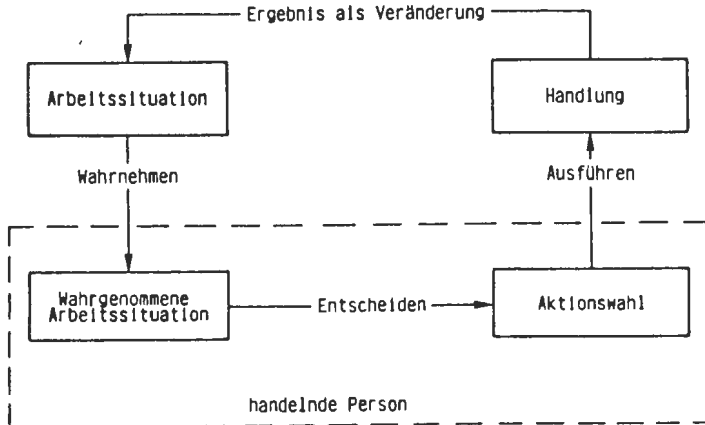 Ergebnis als Veränderung
Arbeitssituation
Handlung
Wahrnehmen
Ausführen
Wahrgenommene
Arbeitssituation
Entscheiden
Aktionswahl
handelnde Person